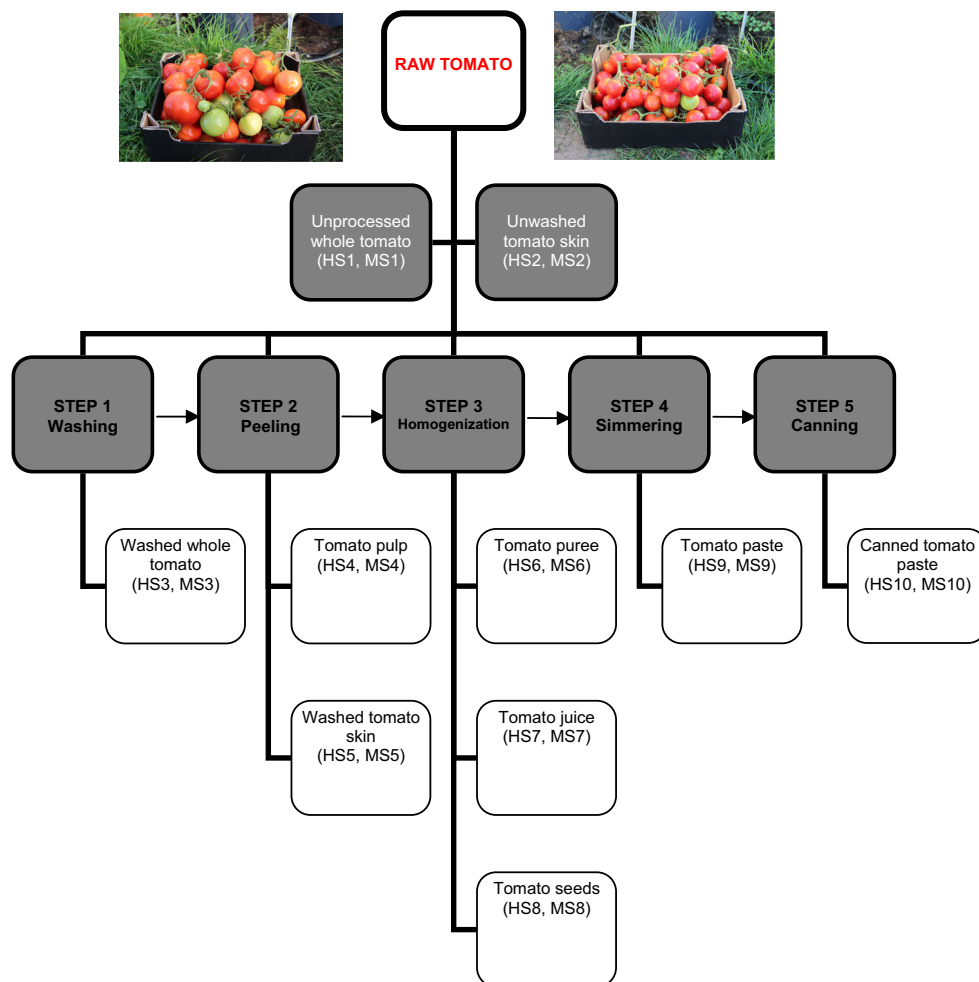 RAW TOMATO
Unprocessed
whole tomato
(HS1, MS1)
Unwashed
tomato skin
(HS2, MS2)
STEP 1
Washing
STEP 2
Peeling
STEP 3
Homogenization
STEP 4
Simmering
STEP 5
Canning
Washed whole
tomato
(HS3, MS3)
Tomato pulp
(HS4, MS4)
Tomato puree
(HS6, MS6)
Tomato paste
(HS9, MS9)
Canned tomato
paste
(HS10, MS10)
Washed tomato
skin
(HS5, MS5)
Tomato juice
(HS7, MS7)
Tomato seeds
(HS8, MS8)